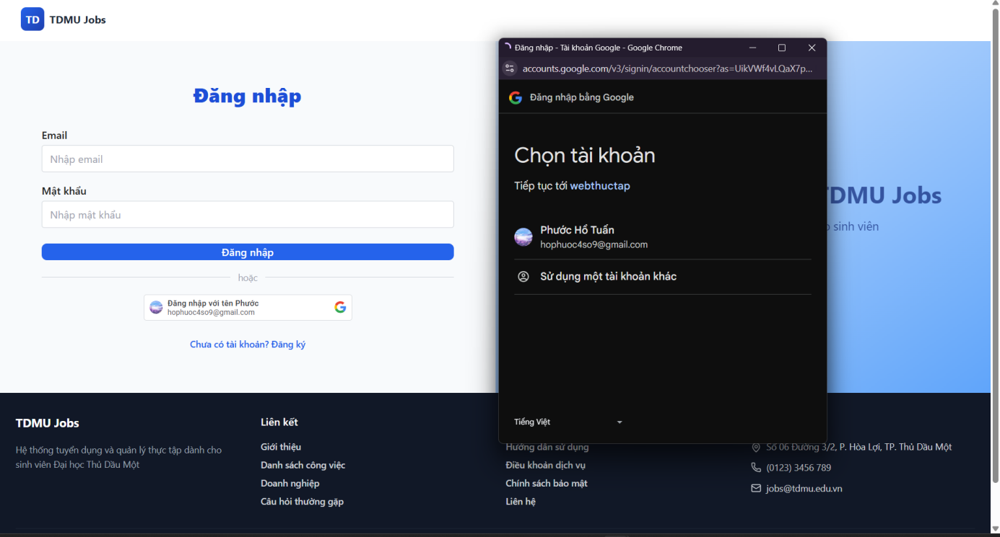 TD TDMU Jobs
Đăng nhập
Email
Nhập email
Mật khẩu
Nhập mật khẩu
Đăng nhập
hoặc
Đăng nhập với tên Phước
hophuoc4so9@gmail.com
Chưa có tài khoản? Đăng ký
Đăng nhập - Tài khoản Google - Google Chrome
accounts.google.com/v3/signin/accountchooser?as=UikVWf4vLQaX7p...
Đăng nhập bằng Google
Chọn tài khoản
Tiếp tục tới webthuctap
Phước Hồ Tuấn
hophuoc4so9@gmail.com
Sử dụng một tài khoản khác
Tiếng Việt
TDMU Jobs
sinh viên
TDMU Jobs
Hệ thống tuyển dụng và quản lý thực tập dành cho
sinh viên Đại học Thủ Dầu Một
Liên kết
Giới thiệu
Danh sách công việc
Doanh nghiệp
Câu hỏi thường gặp
Hướng dẫn sử dụng
Điều khoản dịch vụ
Chính sách bảo mật
Liên hệ
Số 06 Đường 3/2, P. Hòa Lợi, TP. Thủ Dầu Một
(0123) 3456 789
jobs@tdmu.edu.vn